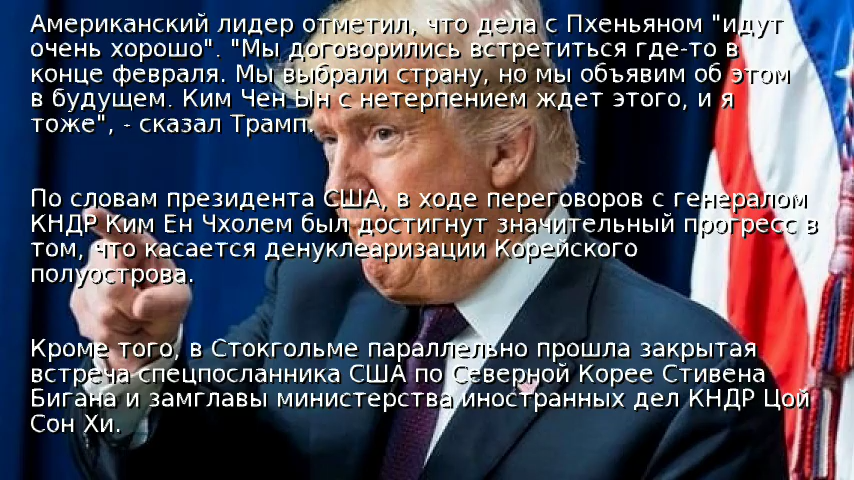 Американский лидер отметил, что дела с Пхеньяном "идут
очень хорошо". "Мы договорились встретиться где-то в
конце февраля. Мы выбрали страну, но мы объявим об этом
в будущем. Ким Чен Ын с нетерпением ждет этого, и я
тоже", - сказал Трамп.
По словам президента США, в ходе переговоров с генералом
КНДР Ким Ен Чхолем был достигнут значительный прогресс в
том, что касается денуклеаризации Корейского
полуострова.
Кроме того, в Стокгольме параллельно прошла закрытая
встреча спецпосланника США по Северной Корее Стивена
Бигана и замглавы министерства иностранных дел КНДР Цой
Сон Хи.